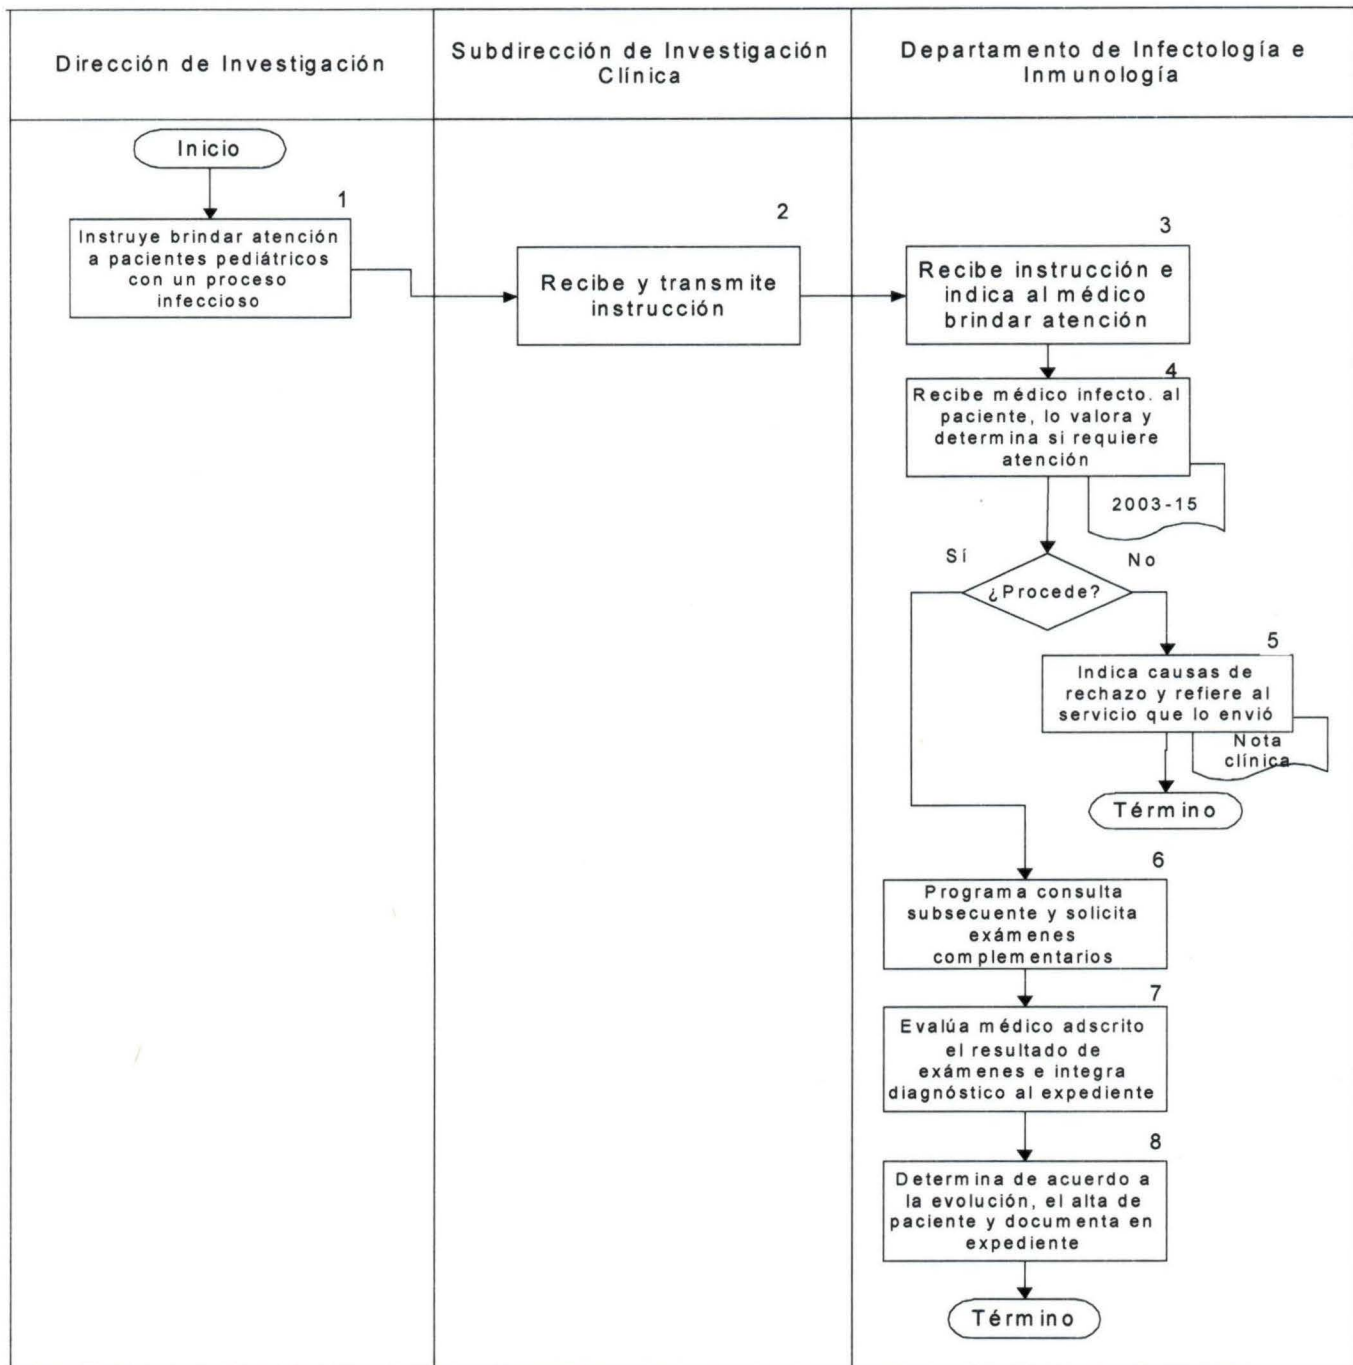 Dirección de Investigación
Subdirección de Investigación
Clínica
Departamento de Infectología e
Inmunología
Inicio
1
Instruye brindar atención
a pacientes pediátricos
con un proceso
infeccioso
2
Recibe y transmite
instrucción
3
Recibe instrucción e
indica al médico
brindar atención
4
Recibe médico infecto. al
paciente, lo valora y
determina si requiere
atención
2003-15
Sí
No
¿Procede?
5
Indica causas de
rechazo y refiere al
servicio que lo envió
Nota
clínica
Término
6
Programa consulta
subsecuente y solicita
exámenes
complementarios
7
Evalúa médico adscrito
el resultado de
exámenes e integra
diagnóstico al expediente
8
Determina de acuerdo a
la evolución, el alta de
paciente y documenta en
expediente
Término